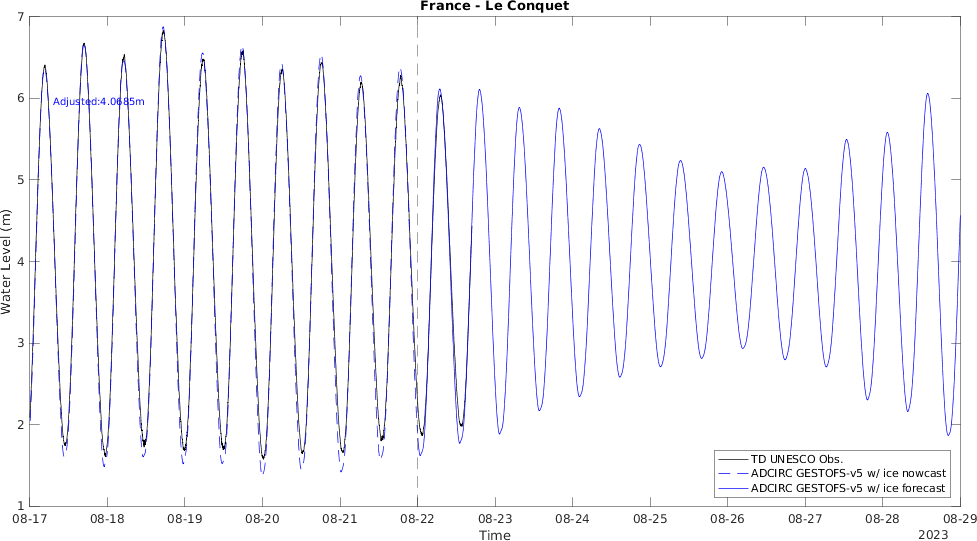 France - Le Conquet
7
6
5
4
3
2
1
Water Level (m)
Adjusted:4.0685m
TD UNESCO Obs.
ADCIRC GESTOFS-v5 w/ ice nowcast
ADCIRC GESTOFS-v5 w/ ice forecast
08-17 08-18 08-19 08-20 08-21 08-22 08-23 08-24 08-25 08-26 08-27 08-28 08-29
Time
2023